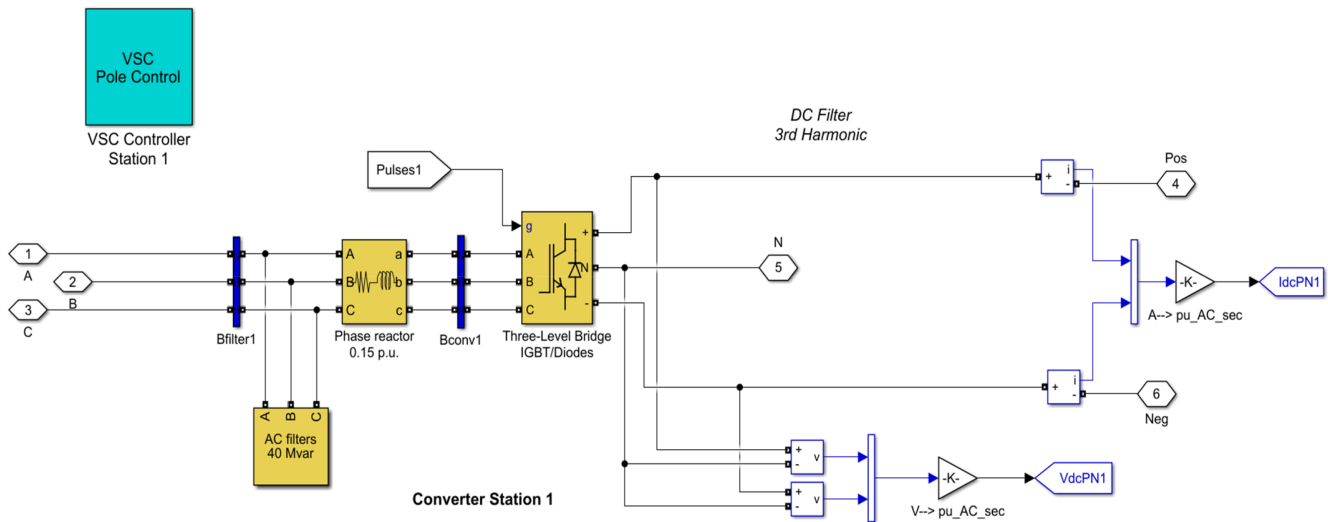 VSC
Pole Control
VSC Controller
Station 1
DC Filter
3rd Harmonic
Pulses1
g
A
B
C
+
N
-
Three-Level Bridge
IGBT/Diodes
1
A
2
B
3
C
Bfilter1
A
B
C
a
b
c
Phase reactor
0.15 p.u.
Bconv1
A
B
C
AC filters
40 Mvar
N
5
+
i
-
Pos
4
-K-
A--> pu_AC_sec
IdcPN1
+
i
-
6
Neg
+
-
v
+
-
v
-K-
V--> pu_AC_sec
VdcPN1
Converter Station 1